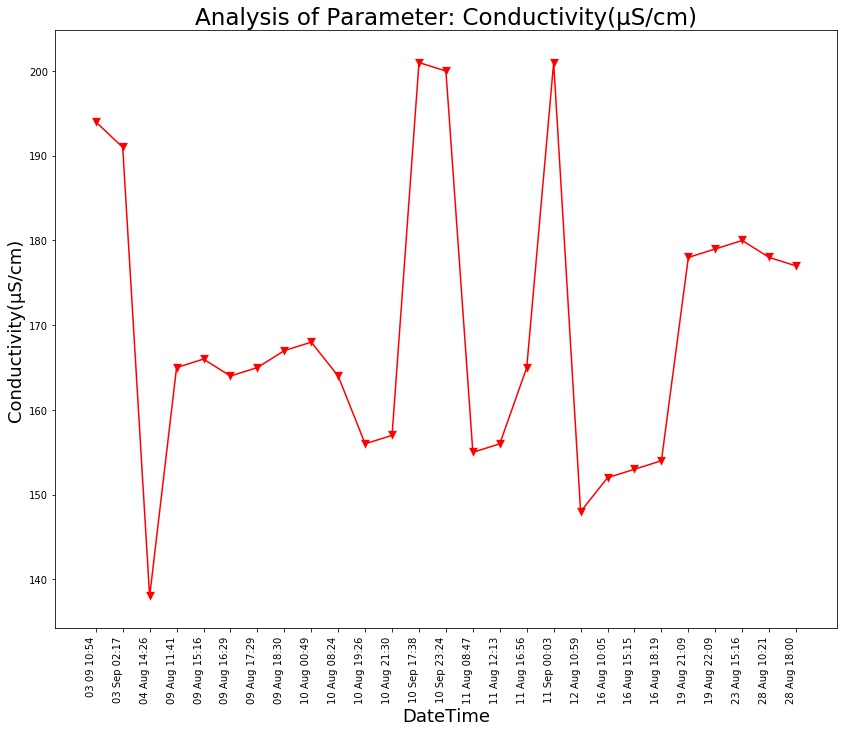 Analysis of Parameter: Conductivity(µS/cm)
Conductivity(µS/cm)
200
190
180
170
160
150
140
03 09 10:54
03 Sep 02:17
04 Aug 14:26
09 Aug 11:41
09 Aug 15:16
09 Aug 16:29
09 Aug 17:29
09 Aug 18:30
10 Aug 00:49
10 Aug 08:24
10 Aug 19:26
10 Aug 21:30
10 Sep 17:38
10 Sep 23:24
11 Aug 08:47
11 Aug 12:13
11 Aug 16:56
11 Sep 00:03
12 Aug 10:59
16 Aug 10:05
16 Aug 15:15
16 Aug 18:19
19 Aug 21:09
19 Aug 22:09
23 Aug 15:16
28 Aug 10:21
28 Aug 18:00
DateTime